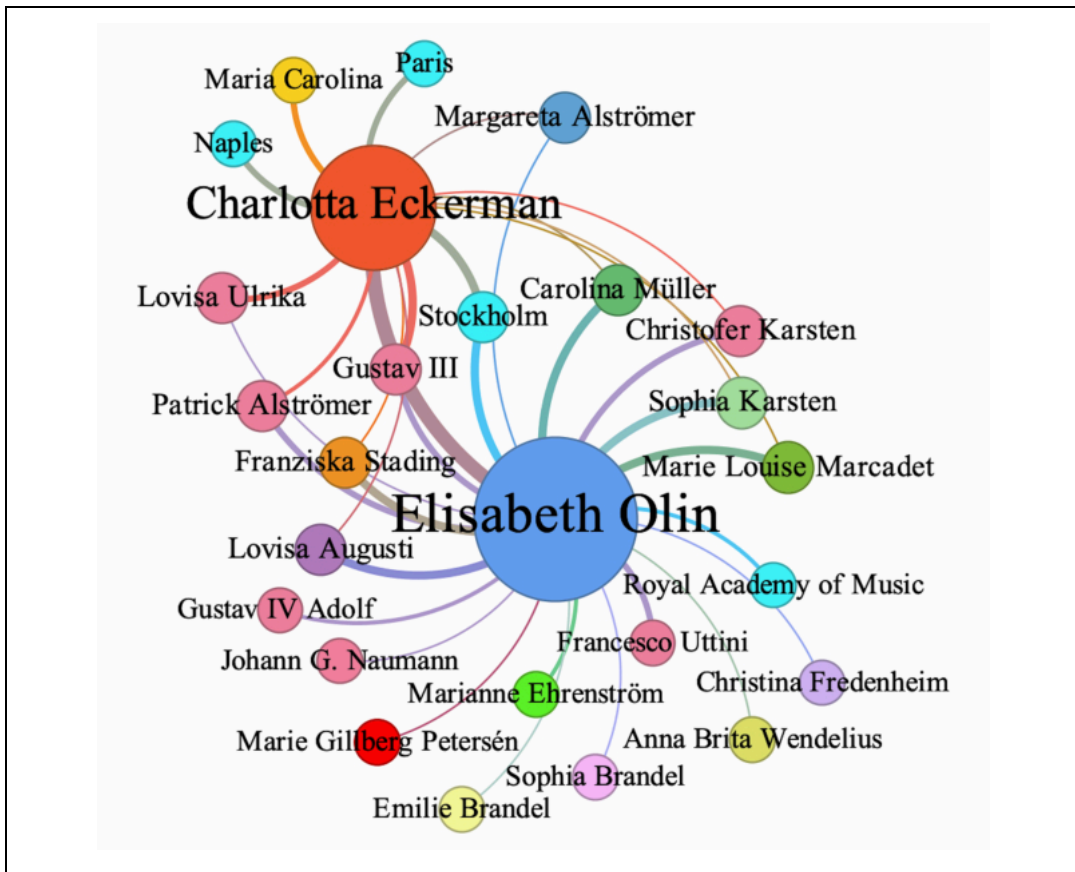 Paris
Maria Carolina
Margareta Alströmer
Naples
Charlotta Eckerman
Carolina Müller
Lovisa Ulrika
Stockholm
Christofer Karsten
Gustav III
Patrick Alströmer
Sophia Karsten
Franziska Stading
Marie Louise Marcadet
Elisabeth Olin
Lovisa Augusti
Royal Academy of Music
Gustav IV Adolf
Francesco Uttini
Johann G. Naumann
Christina Fredenheim
Marianne Ehrenström
Marie Gillberg Petersén
Anna Brita Wendelius
Sophia Brandel
Emilie Brandel